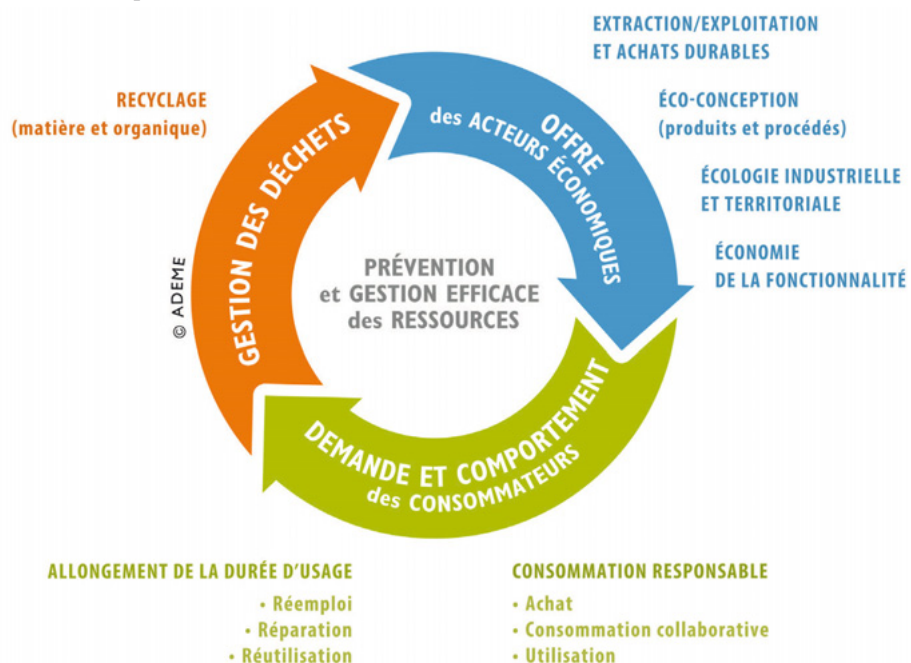 EXTRACTION/EXPLOITATION
ET ACHATS DURABLES
RECYCLAGE
(matière et organique)
ÉCO-CONCEPTION
(produits et procédés)
ÉCOLOGIE INDUSTRIELLE
ET TERRITORIALE
ÉCONOMIE
DE LA FONCTIONNALITÉ
OFFRE
des ACTEURS ÉCONOMIQUES
GESTION DES DÉCHETS
PRÉVENTION
et GESTION EFFICACE
des RESSOURCES
© ADEME
DEMANDE ET COMPORTEMENT
des CONSOMMATEURS
ALLONGEMENT DE LA DURÉE D'USAGE
• Réemploi
• Réparation
• Réutilisation
CONSOMMATION RESPONSABLE
• Achat
• Consommation collaborative
• Utilisation